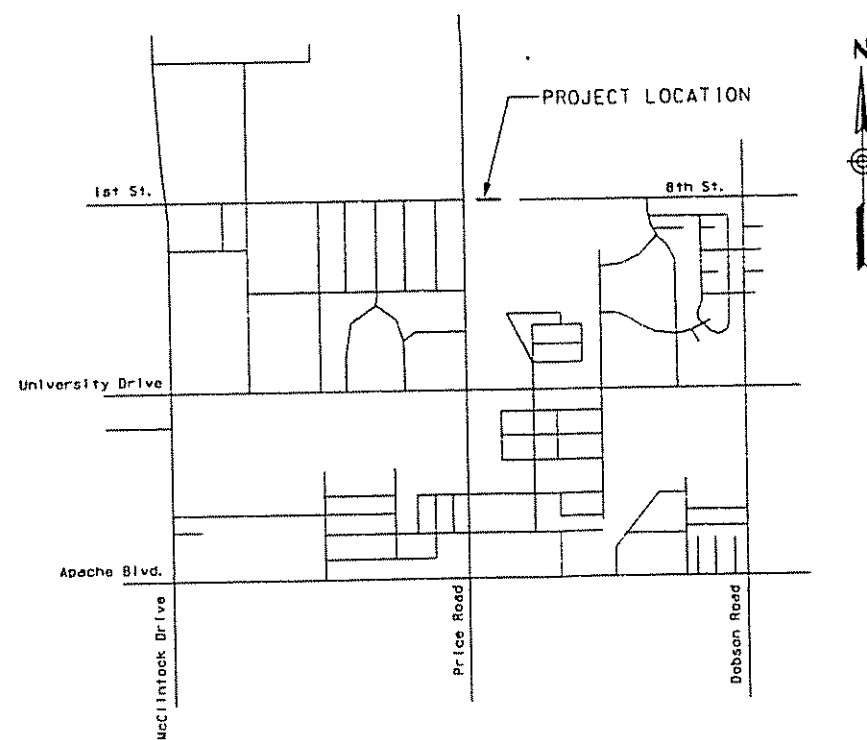 N
PROJECT LOCATION
1st St.
8th St.
University Drive
Apache Blvd.
McClintock Drive
Price Road
Dobson Road